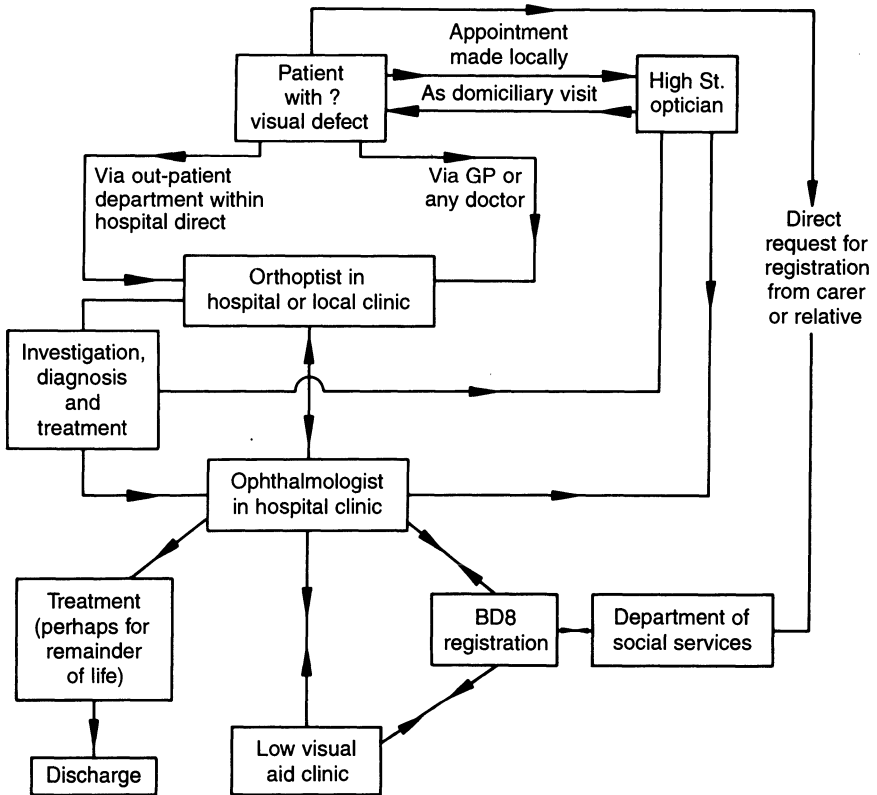 Appointment
made locally
Patient
with ?
visual defect
High St.
optician
As domiciliary visit
Via out-patient
department within
hospital direct
Via GP or
any doctor
Direct
request for
registration
from carer
or relative
Orthoptist in
hospital or local clinic
Investigation,
diagnosis
and
treatment
Ophthalmologist
in hospital clinic
Treatment
(perhaps for
remainder
of life)
BD8
registration
Department of
social services
Low visual
aid clinic
Discharge